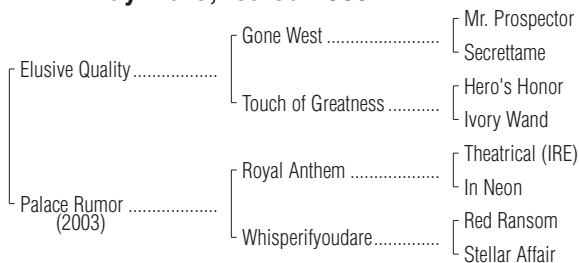 Mr. Prospector
Gone West
Secrettame
Elusive Quality
Hero's Honor
Touch of Greatness
Ivory Wand
Theatrical (IRE)
Royal Anthem
In Neon
Palace Rumor
(2003)
Red Ransom
Whisperifyoudare
Stellar Affair